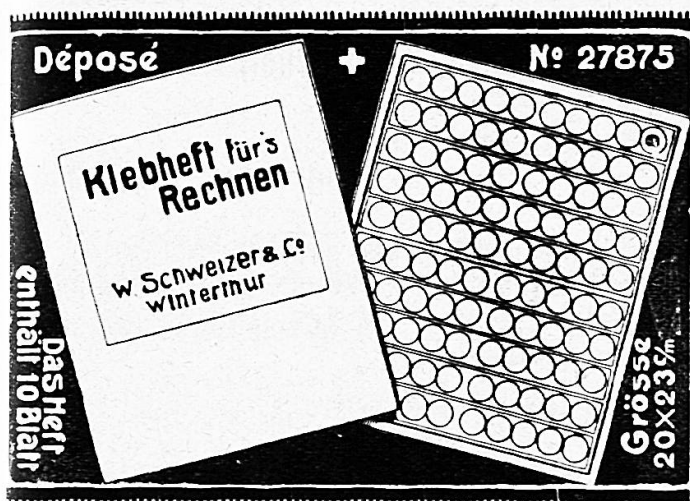 Déposé + № 27875
Klebheft für's
Rechnen
W. Schweizer & Cº
Winterthur
Das Heft
enthält 10 Blatt
Grösse
20×23 c/m